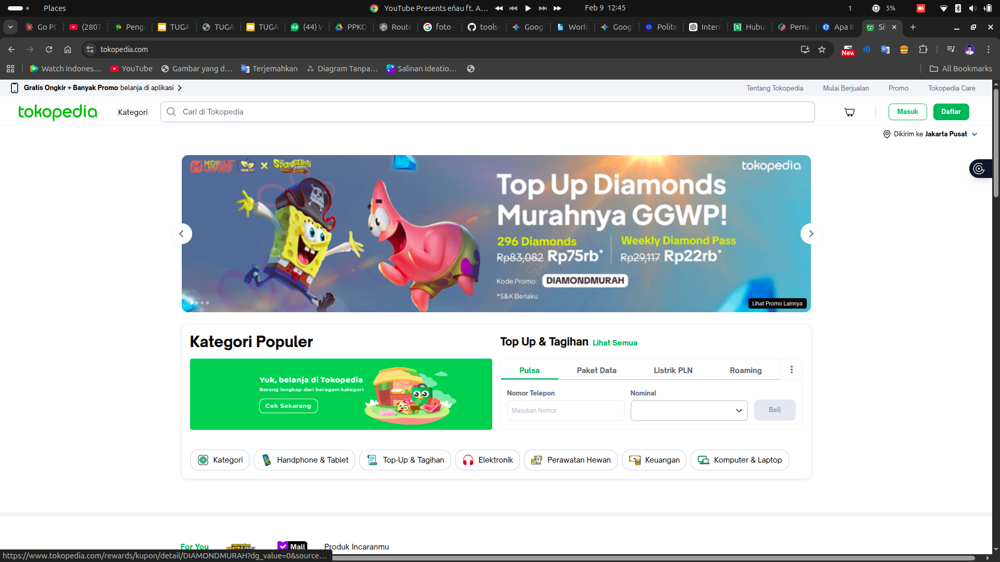 Places
YouTube Presents eńau ft. A...
Feb 9 12:45
1
5%
Go PD
(2807
Peng
TUGA
TUGA
TUGA
(44) W
PPKO
Route
foto -
tools-
Goog
World
Goog
Polite
Intern
Hubu
Perna
Apa It
Sil
tokopedia.com
New
Watch Indones...
YouTube
Gambar yang d...
Terjemahkan
Diagram Tanpa...
Salinan Ideatio...
All Bookmarks
Gratis Ongkir + Banyak Promo belanja di aplikasi
Tentang Tokopedia
Mulai Berjualan
Promo
Tokopedia Care
tokopedia
Kategori
Cari di Tokopedia
Masuk
Daftar
Dikirim ke Jakarta Pusat
MOBILE LEGENDS
SPONGEBOB
tokopedia
Top Up Diamonds
Murahnya GGWP!
296 Diamonds
Rp83,082 Rp75rb*
Weekly Diamond Pass
Rp29,117 Rp22rb*
Kode Promo: DIAMONDMURAH
*S&K Berlaku
Lihat Promo Lainnya
Kategori Populer
Yuk, belanja di Tokopedia
Barang lengkap dari beragam kategori
Cek Sekarang
Top Up & Tagihan
Lihat Semua
Pulsa
Paket Data
Listrik PLN
Roaming
Nomor Telepon
Nominal
Masukan Nomor
Beli
Kategori
Handphone & Tablet
Top-Up & Tagihan
Elektronik
Perawatan Hewan
Keuangan
Komputer & Laptop
For You
Mall
Produk Incaranmu
https://www.tokopedia.com/rewards/kupon/detail/DIAMONDMURAH?dg_value=0&source...